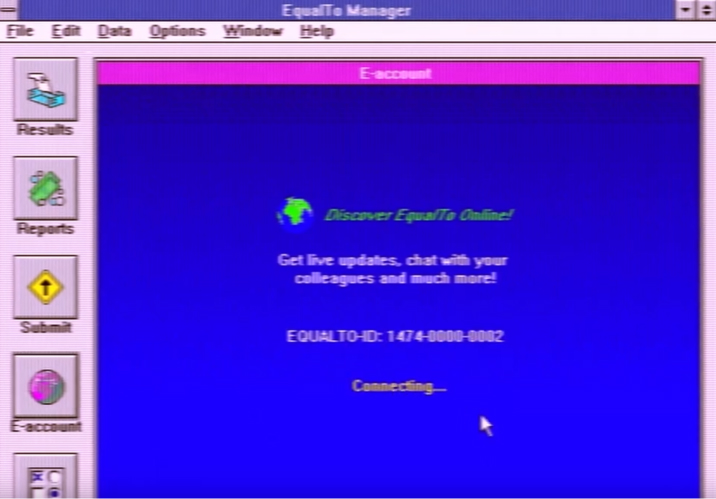 EqualTo Manager
File Edit Data Options Window Help
E-account
Results
Reports
Discover EqualTo Online!
Get live updates, chat with your
colleagues and much more!
Submit
EQUALTO-ID: 1474-0000-0002
Connecting...
E-account